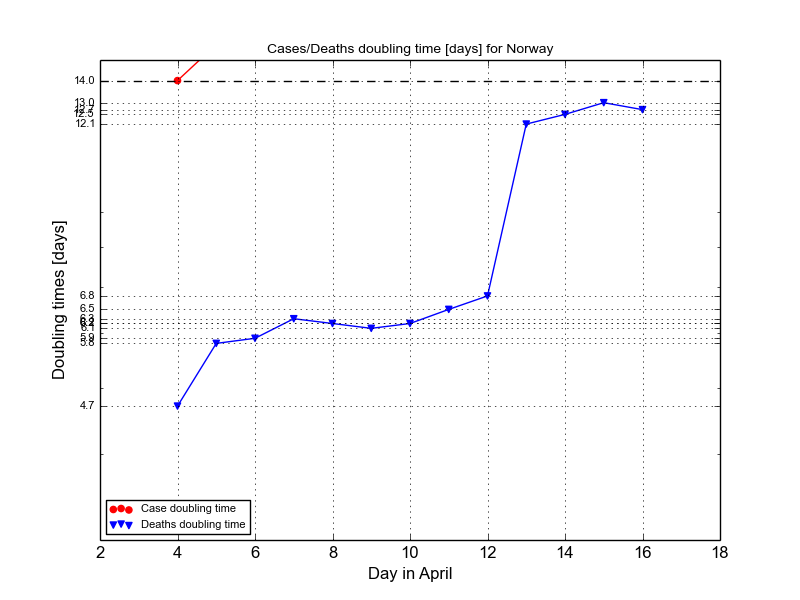 Cases/Deaths doubling time [days] for Norway
14.0
13.0
12.5
12.1
6.8
6.5
6.1
5.9
5.8
4.7
Doubling times [days]
Case doubling time
Deaths doubling time
2 4 6 8 10 12 14 16 18
Day in April